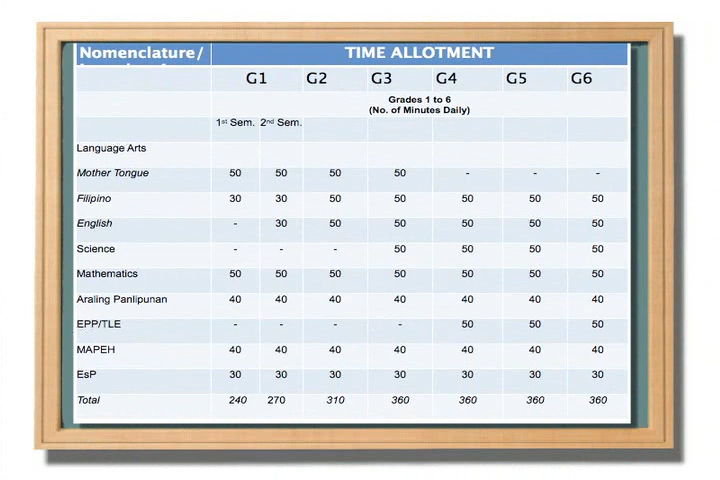 Nomenclature/ TIME ALLOTMENT
G1 G2 G3 G4 G5 G6
Grades 1 to 6
(No. of Minutes Daily)
1st Sem. 2nd Sem.
Language Arts
Mother Tongue 50 50 50 50 - - -
Filipino 30 30 50 50 50 50 50
English - 30 50 50 50 50 50
Science - - - 50 50 50 50
Mathematics 50 50 50 50 50 50 50
Araling Panlipunan 40 40 40 40 40 40 40
EPP/TLE - - - - 50 50 50
MAPEH 40 40 40 40 40 40 40
EsP 30 30 30 30 30 30 30
Total 240 270 310 360 360 360 360